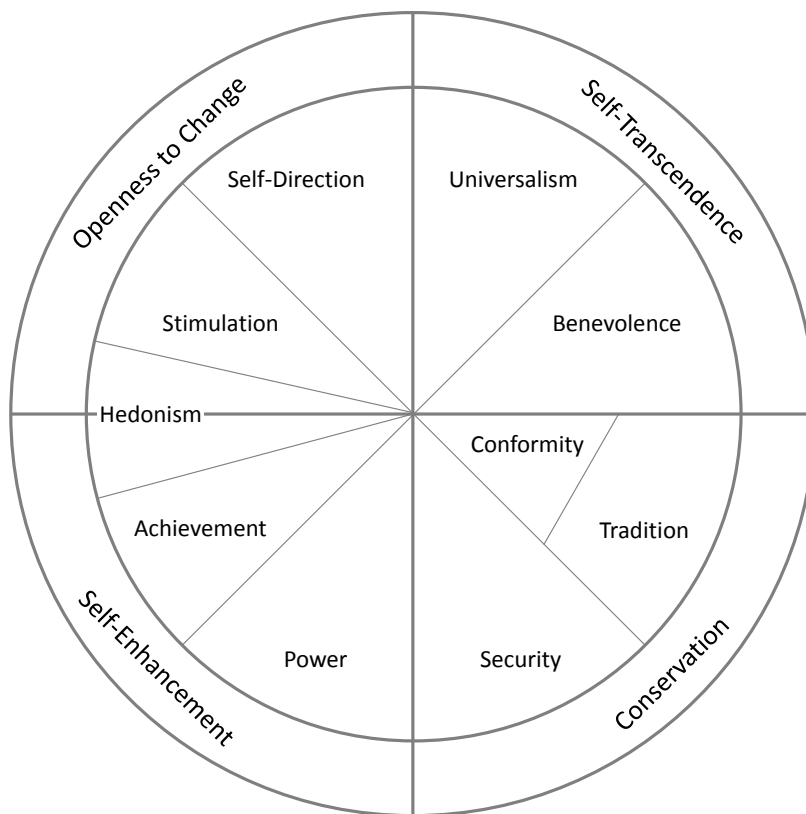 Openness to Change
Self-Transcendence
Self-Direction
Universalism
Stimulation
Benevolence
Hedonism
Conformity
Achievement
Tradition
Self-Enhancement
Power
Security
Conservation